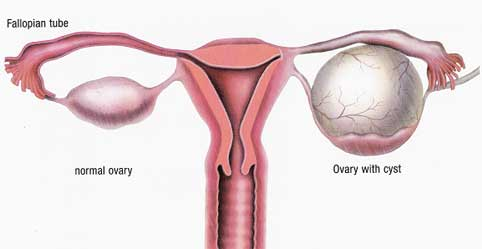 Fallopian tube
normal ovary
Ovary with cyst